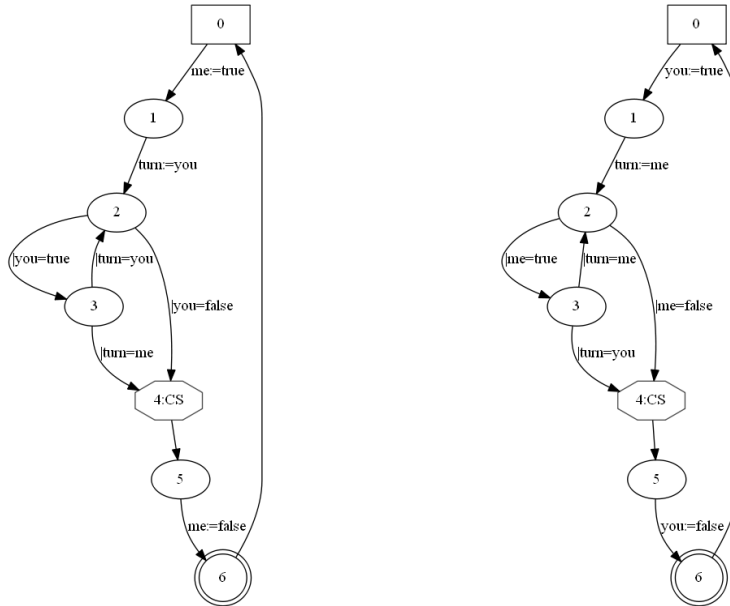 0
me:=true
1
turn:=you
2
|you=true
|turn=you
3
|you=false
|turn=me
4:CS
5
me:=false
6
0
you:=true
1
turn:=me
2
|me=true
|turn=me
3
|me=false
|turn=you
4:CS
5
you:=false
6